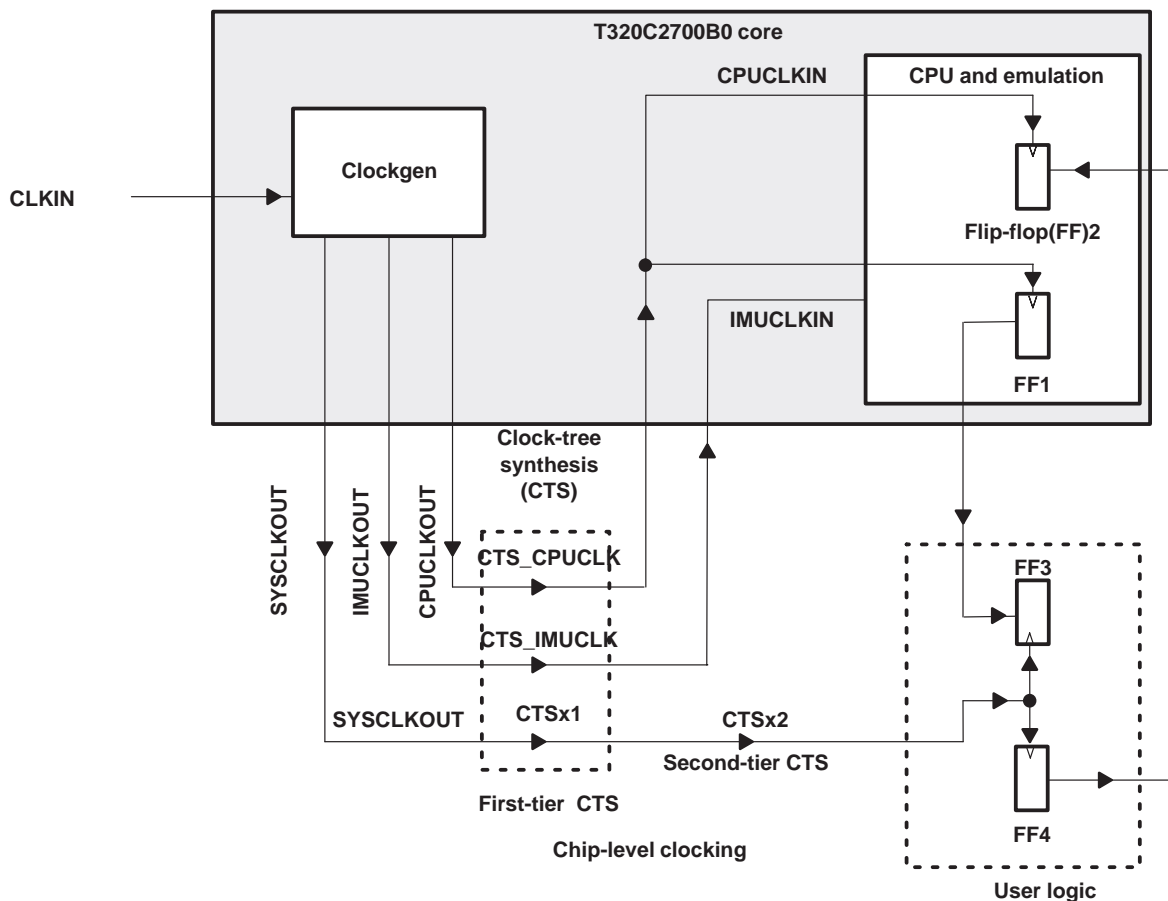 T320C2700B0 core
CPUCLKIN
CPU and emulation
Clockgen
CLKIN
Flip-flop(FF)2
IMUCLKIN
FF1
Clock-tree
synthesis
(CTS)
SYSCLKOUT
IMUCLKOUT
CPUCLKOUT
CTS_CPUCLK
FF3
CTS_IMUCLK
SYSCLKOUT
CTSx1
CTSx2
Second-tier CTS
First-tier CTS
FF4
Chip-level clocking
User logic